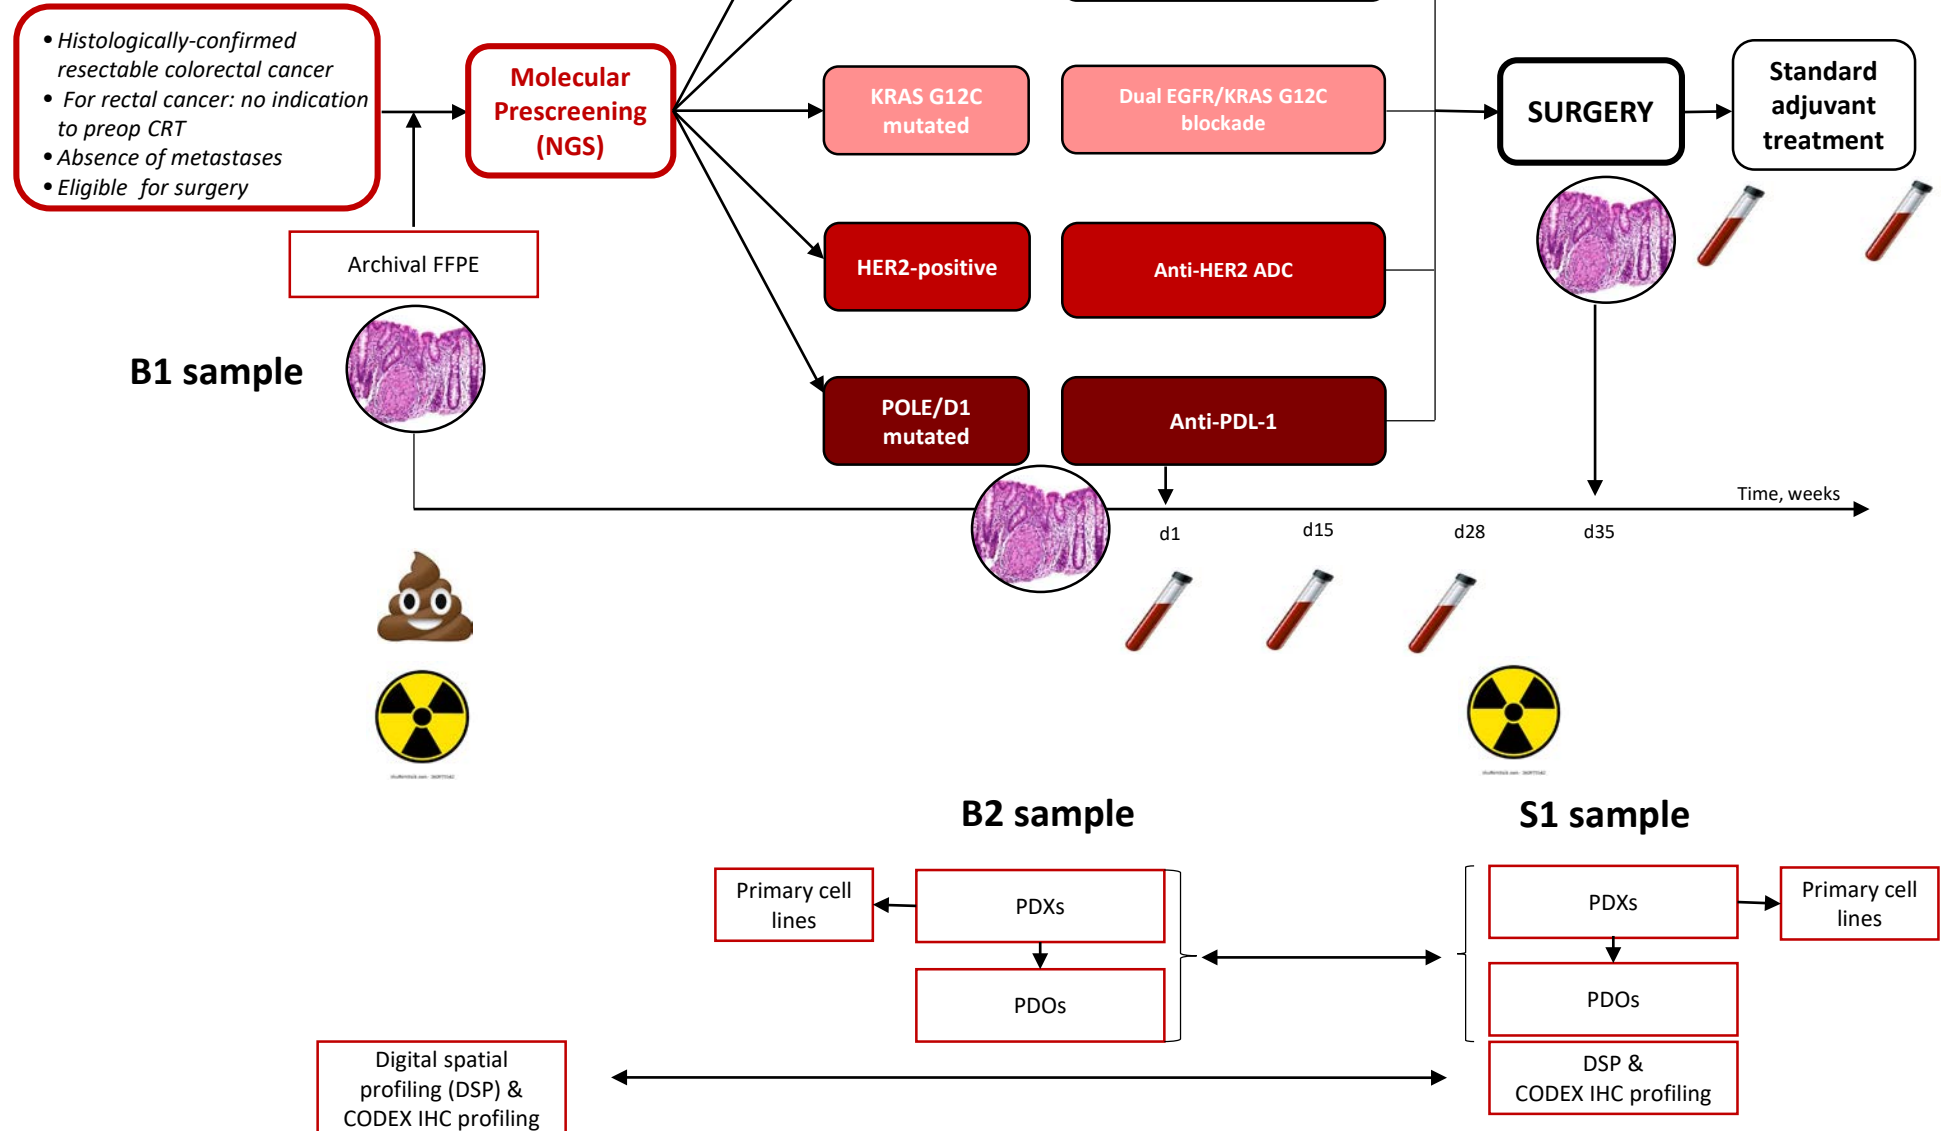 • Histologically-confirmed
resectable colorectal cancer
• For rectal cancer: no indication
to preop CRT
• Absence of metastases
• Eligible for surgery
Molecular
Prescreening
(NGS)
KRAS G12C
mutated
Dual EGFR/KRAS G12C
blockade
SURGERY
Standard
adjuvant
treatment
Archival FFPE
HER2-positive
Anti-HER2 ADC
B1 sample
POLE/D1
mutated
Anti-PDL-1
Time, weeks
d1
d15
d28
d35
B2 sample
S1 sample
Primary cell
lines
PDXs
PDOs
PDXs
Primary cell
lines
PDOs
Digital spatial
profiling (DSP) &
CODEX IHC profiling
DSP &
CODEX IHC profiling